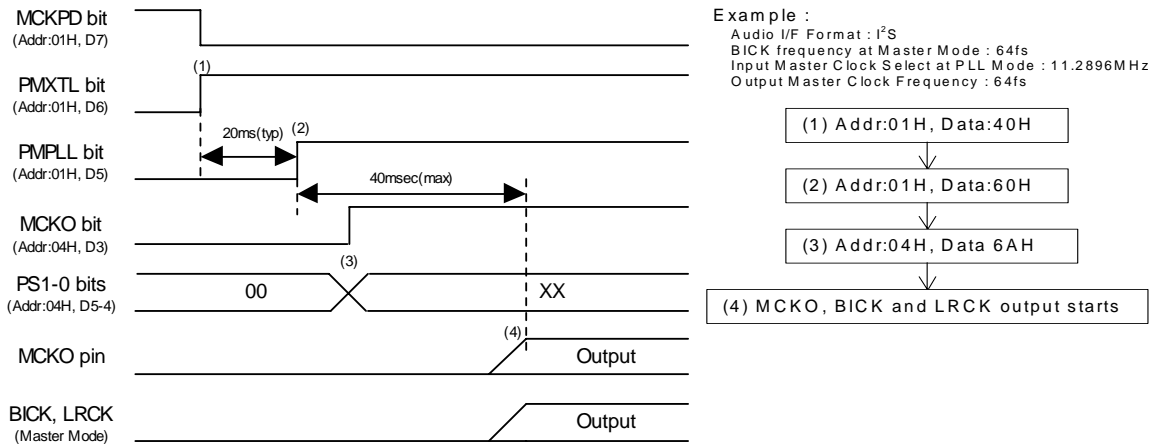 MCKPD bit
(Addr:01H, D7)
(1)
PMXTL bit
(Addr:01H, D6)
20ms(typ) (2)
PMPLL bit
(Addr:01H, D5)
40msec(max)
MCKO bit
(Addr:04H, D3)
(3)
PS1-0 bits
(Addr:04H, D5-4)
00
XX
(4)
MCKO pin
Output
BICK, LRCK
(Master Mode)
Output
Example :
Audio I/F Format : I²S
BICK frequency at Master Mode : 64fs
Input Master Clock Select at PLL Mode : 11.2896MHz
Output Master Clock Frequency : 64fs
(1) Addr:01H, Data:40H
(2) Addr:01H, Data:60H
(3) Addr:04H, Data 6AH
(4) MCKO, BICK and LRCK output starts